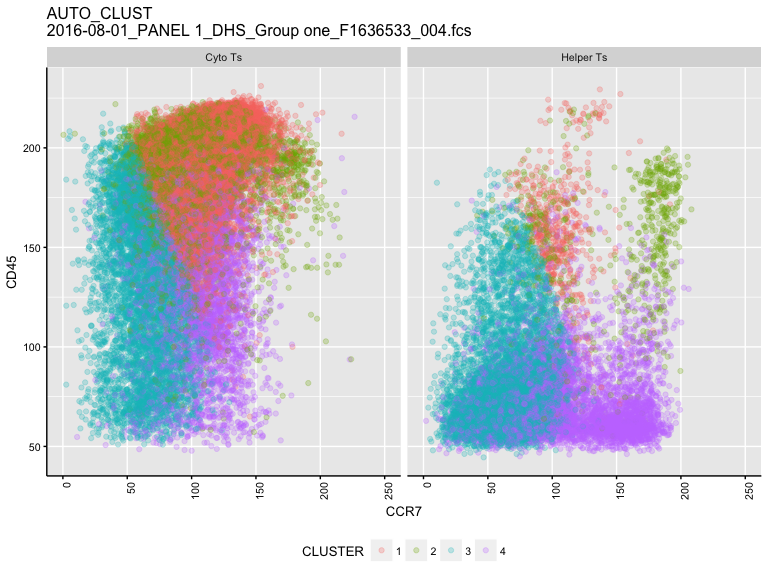 AUTO_CLUST
2016-08-01_PANEL 1_DHS_Group one_F1636533_004.fcs
Cyto Ts
Helper Ts
200
150
100
50
CD45
0 50 100 150 200 250
0 50 100 150 200 250
CCR7
CLUSTER 1 2 3 4